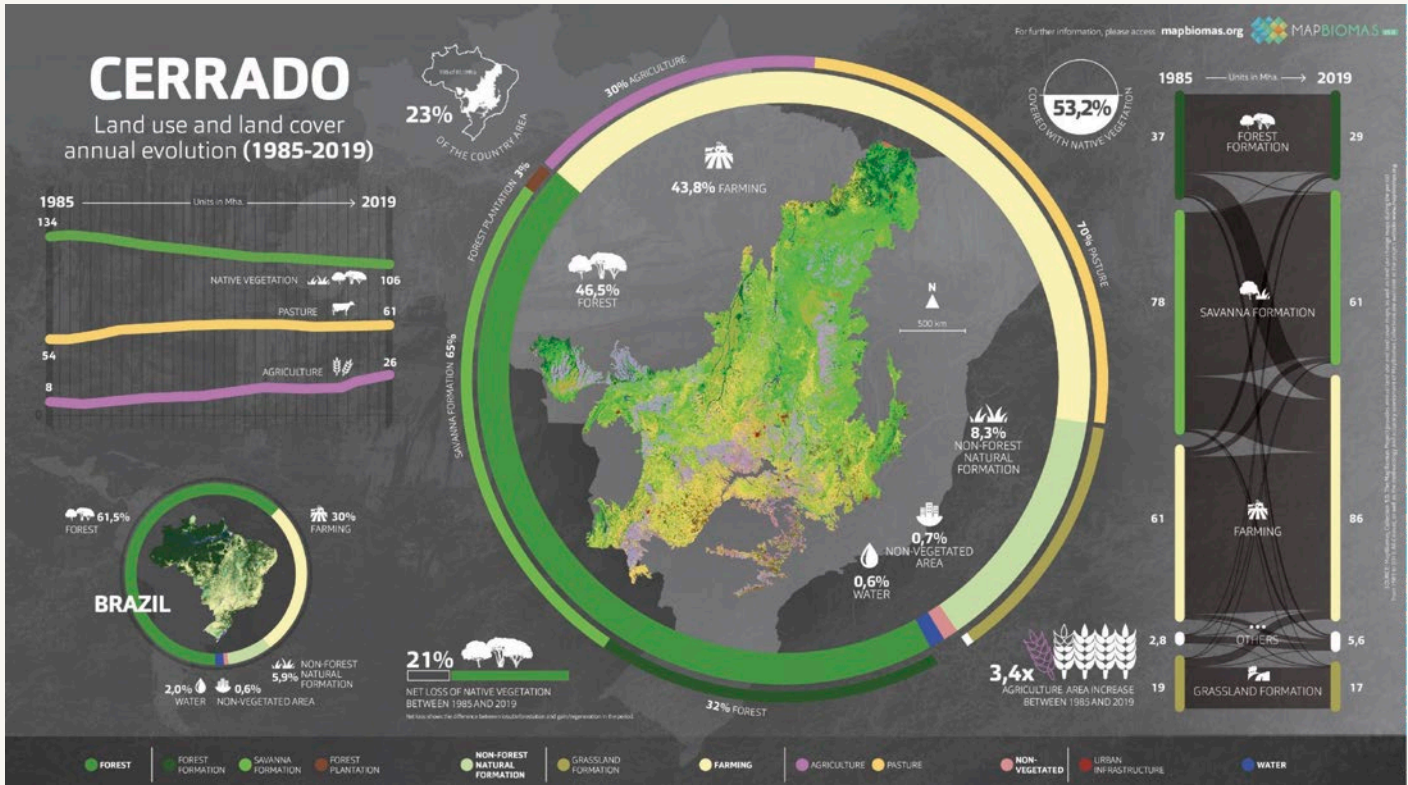 CERRADO
Land use and land cover
annual evolution (1985-2019)
1985
Units in Mha.
2019
134
NATIVE VEGETATION
106
PASTURE
61
54
AGRICULTURE
26
8
0
FOREST
61,5%
30%
FARMING
BRAZIL
NON-FOREST
5,9% NATURAL
FORMATION
2,0%
WATER
0,6%
NON-VEGETATED AREA
23%
OF THE COUNTRY AREA
30% AGRICULTURE
FOREST PLANTATION 3%
SAVANNA FORMATION 65%
32% FOREST
70% PASTURE
43,8% FARMING
46,5%
FOREST
N
500 km
8,3%
NON-FOREST
NATURAL
FORMATION
0,7%
NON-VEGETATED
AREA
0,6%
WATER
21%
NET LOSS OF NATIVE VEGETATION
BETWEEN 1985 AND 2019
3,4x
AGRICULTURE AREA INCREASE
BETWEEN 1985 AND 2019
For further information, please access mapbiomas.org
MAPBIOMAS
53,2%
COVERED WITH NATIVE VEGETATION
1985
Units in Mha.
2019
37
FOREST
FORMATION
29
78
SAVANNA FORMATION
61
61
FARMING
86
2,8
OTHERS
5,6
19
GRASSLAND FORMATION
17
FOREST
FOREST
FORMATION
SAVANNA
FORMATION
FOREST
PLANTATION
NON-FOREST
NATURAL
FORMATION
GRASSLAND
FORMATION
FARMING
AGRICULTURE
PASTURE
NON-
VEGETATED
URBAN
INFRASTRUCTURE
WATER